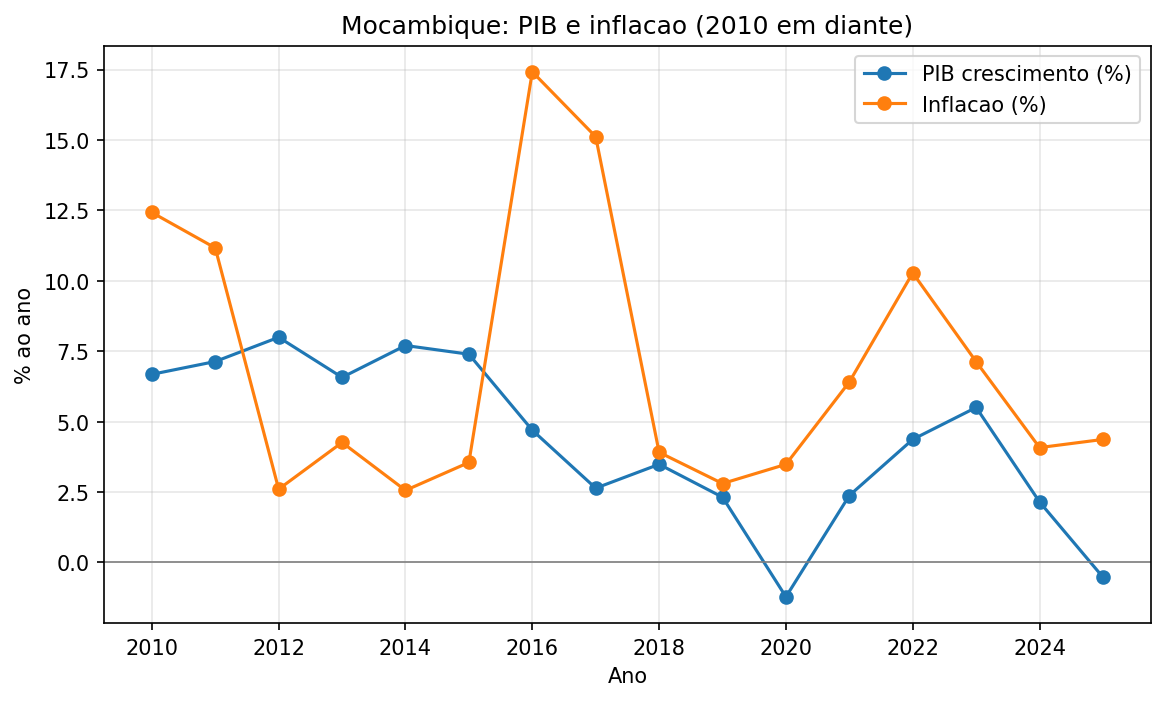 Mocambique: PIB e inflacao (2010 em diante)
PIB crescimento (%)
Inflacao (%)
% ao ano
17.5
15.0
12.5
10.0
7.5
5.0
2.5
0.0
2010 2012 2014 2016 2018 2020 2022 2024
Ano